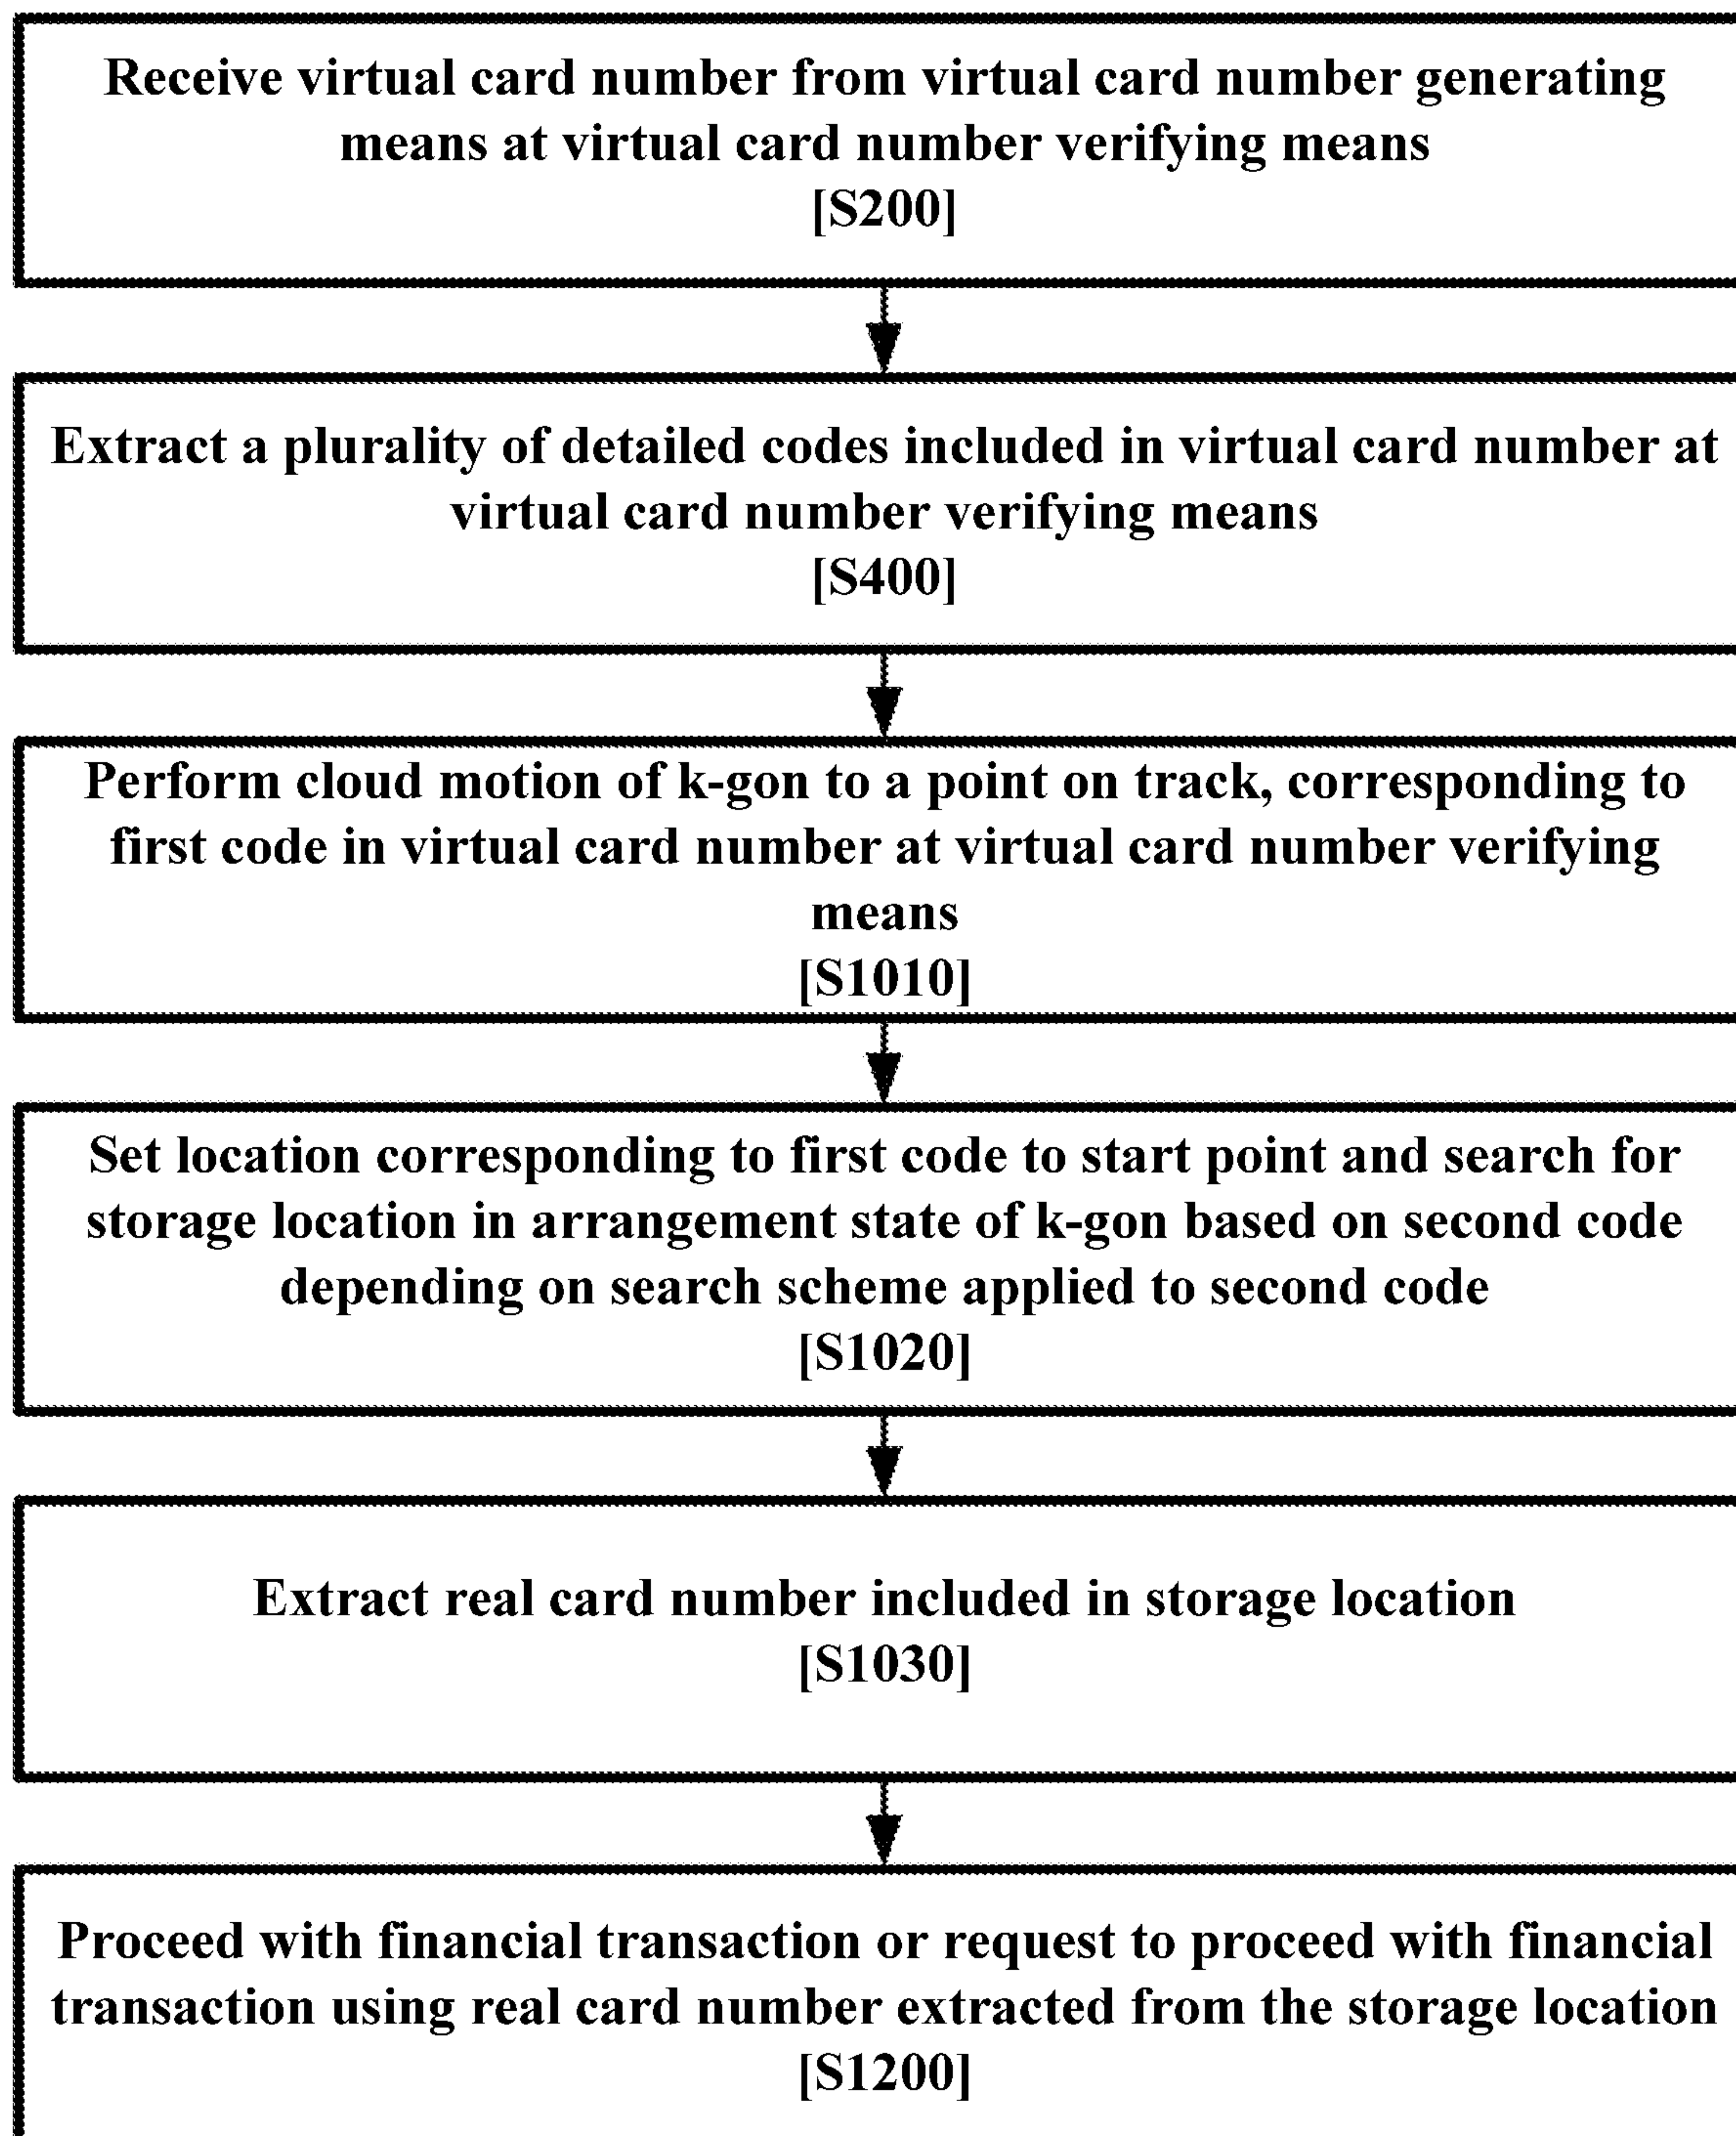 Receive virtual card number from virtual card number generating
means at virtual card number verifying means
[S200]
Extract a plurality of detailed codes included in virtual card number at
virtual card number verifying means
[S400]
Perform cloud motion of k-gon to a point on track, corresponding to
first code in virtual card number at virtual card number verifying
means
[S1010]
Set location corresponding to first code to start point and search for
storage location in arrangement state of k-gon based on second code
depending on search scheme applied to second code
[S1020]
Extract real card number included in storage location
[S1030]
Proceed with financial transaction or request to proceed with financial
transaction using real card number extracted from the storage location
[S1200]